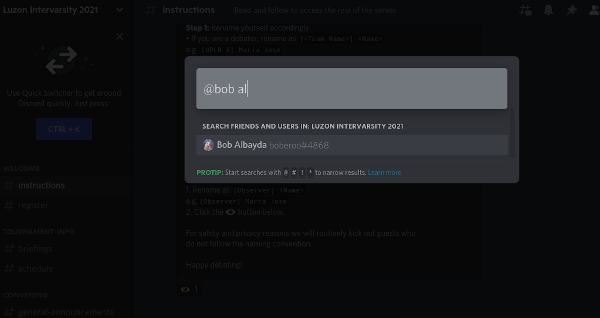 Luzon Intervarsity 2021
# instructions
Read and follow to access the rest of the server.
Step 1: Rename yourself accordingly.
• If you are a debater, rename as: [<Team Name>] <Name>
e.g. [UPLB A] Maria Jose
Use Quick Switcher to get around
Discord quickly. Just press:
CTRL + K
@bob al
SEARCH FRIENDS AND USERS IN: LUZON INTERVARSITY 2021
Bob Albayda boberoo#4868
PROTIP: Start searches with @ # ! * to narrow results. Learn more
WELCOME
# instructions
# register
TOURNAMENT INFO
# briefings
# schedule
CONVENING
# general-announcements
1. Rename as: [Observer] <Name>
e.g. [Observer] Maria Jose
2. Click the button below.
For safety and privacy reasons we will routinely kick out guests who
do not follow the naming convention.
Happy debating!
1